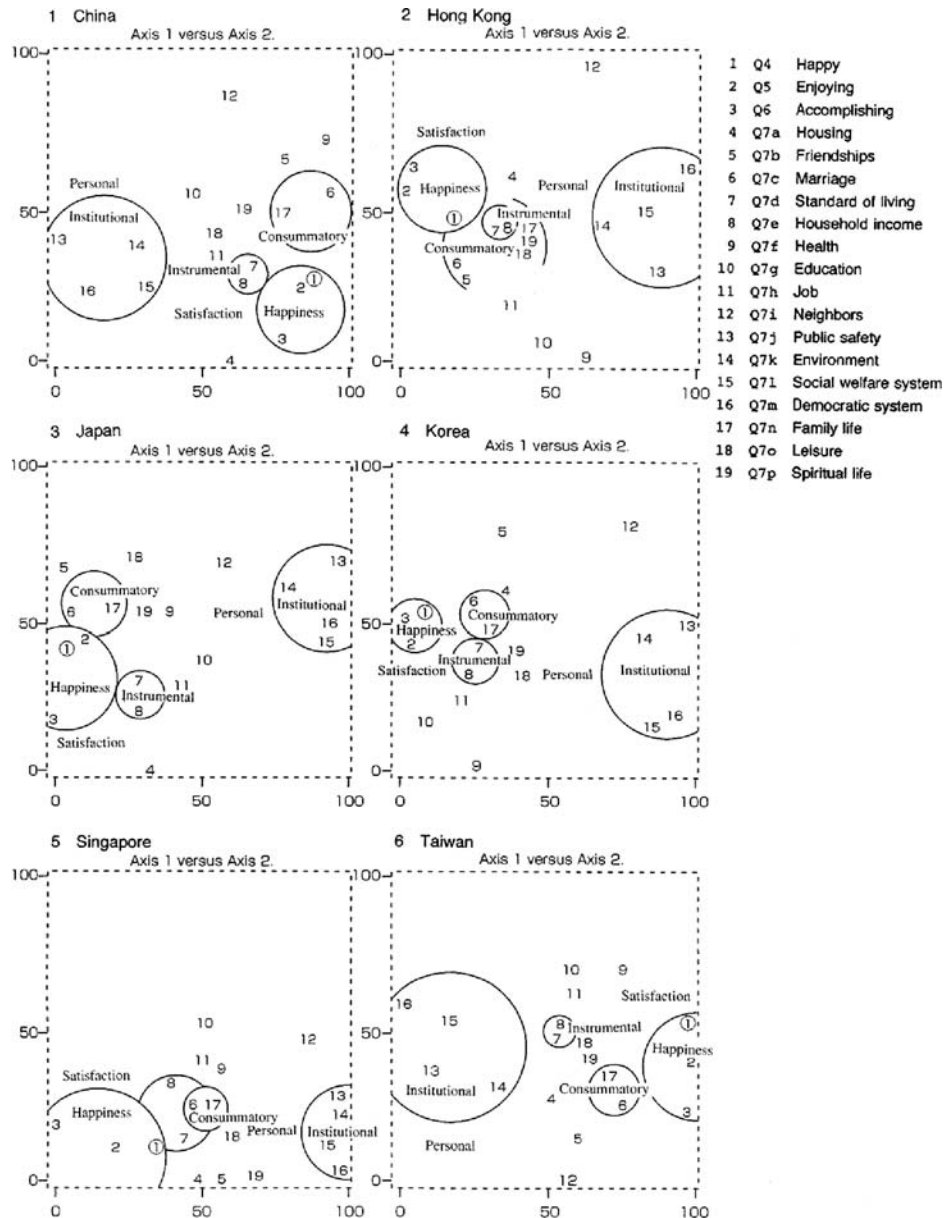 1 China
Axis 1 versus Axis 2.
100
50
0
0 50 100
12
9
5
Personal
10
6
Institutional
19
17
13
14
18
Consummatory
11
Instrumental
7
16
15
8
2
①
Satisfaction
Happiness
3
4
2 Hong Kong
Axis 1 versus Axis 2.
100
50
0
0 50 100
12
Satisfaction
3
16
4
2
Happiness
Personal
Institutional
①
Instrumental
15
7
8
17
14
Consummatory
19
18
6
5
13
11
10
9
1 Q4 Happy
2 Q5 Enjoying
3 Q6 Accomplishing
4 Q7a Housing
5 Q7b Friendships
6 Q7c Marriage
7 Q7d Standard of living
8 Q7e Household income
9 Q7f Health
10 Q7g Education
11 Q7h Job
12 Q7i Neighbors
13 Q7j Public safety
14 Q7k Environment
15 Q7l Social welfare system
16 Q7m Democratic system
17 Q7n Family life
18 Q7o Leisure
19 Q7p Spiritual life
3 Japan
Axis 1 versus Axis 2.
100
50
0
0 50 100
5
18
12
13
Consummatory
14
6
17
19
9
Personal
Institutional
16
2
15
①
10
Happiness
7
11
Instrumental
3
8
Satisfaction
4
4 Korea
Axis 1 versus Axis 2.
100
50
0
0 50 100
5
12
4
6
①
3
Consummatory
Happiness
17
13
2
7
19
14
Instrumental
Satisfaction
8
18
Personal
Institutional
11
10
16
15
9
5 Singapore
Axis 1 versus Axis 2.
100
50
0
0 50 100
10
12
11
9
Satisfaction
8
Happiness
6
17
13
3
Consummatory
14
7
18
Personal
Institutional
2
①
15
16
4
5
19
6 Taiwan
Axis 1 versus Axis 2.
100
50
0
0 50 100
10
9
16
11
Satisfaction
15
8
Instrumental
①
7
18
Happiness
19
2
13
17
Institutional
14
Consummatory
4
6
3
Personal
5
12